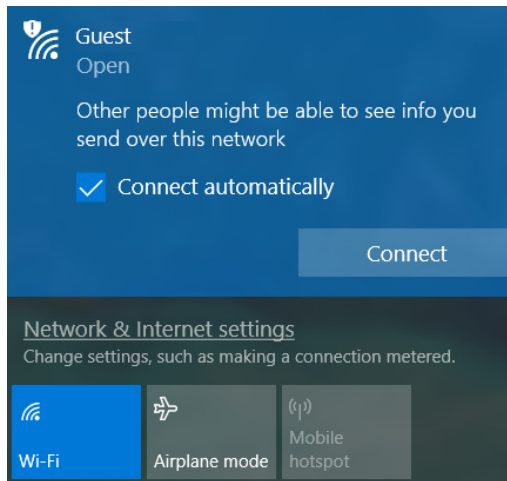 Guest
Open
Other people might be able to see info you
send over this network
Connect automatically
Connect
Network & Internet settings
Change settings, such as making a connection metered.
Wi-Fi
Airplane mode
Mobile
hotspot